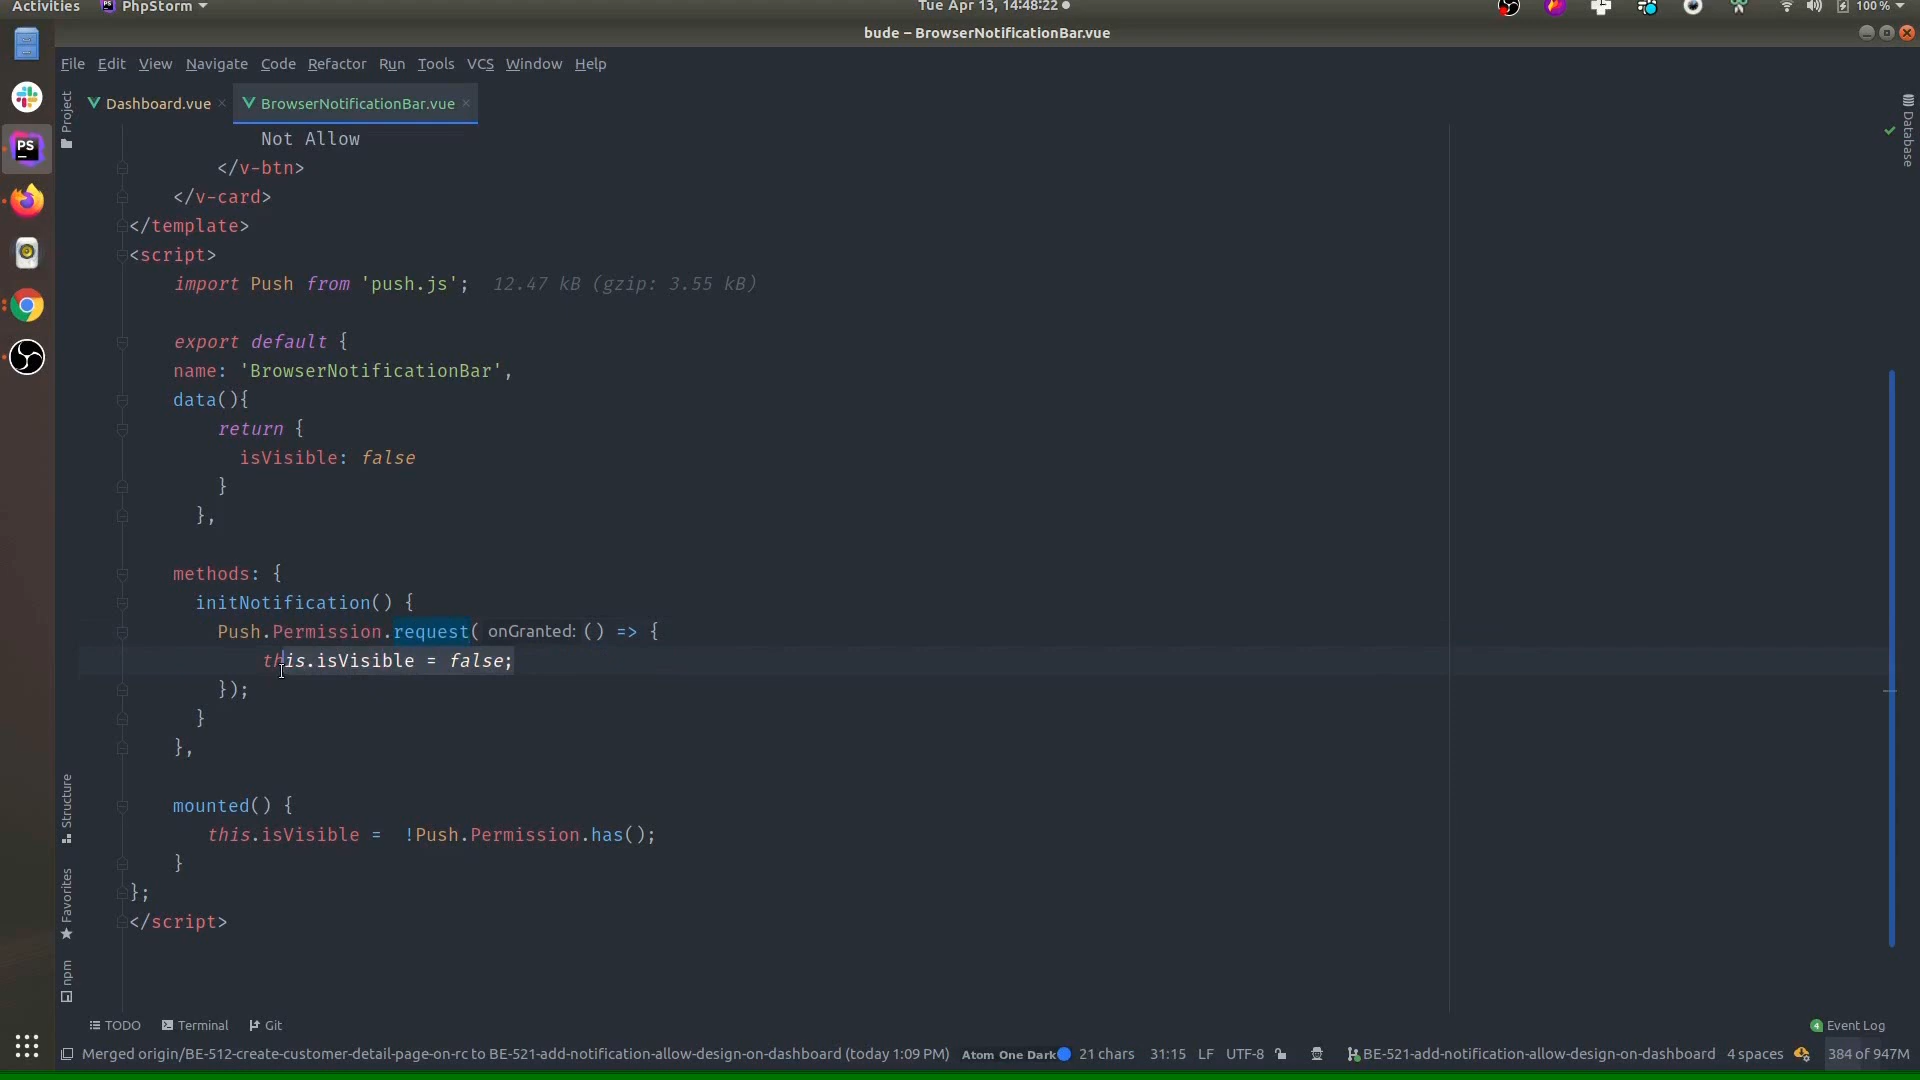 Activities PhpStorm Tue Apr 13, 14:48:22 100%
bude – BrowserNotificationBar.vue
File Edit View Navigate Code Refactor Run Tools VCS Window Help
Dashboard.vue BrowserNotificationBar.vue
Project
Database
Not Allow
</v-btn>
</v-card>
</template>
<script>
import Push from 'push.js'; 12.47 kB (gzip: 3.55 kB)
export default {
name: 'BrowserNotificationBar',
data(){
return {
isVisible: false
}
},
methods: {
initNotification() {
Push.Permission.request( onGranted: () => {
this.isVisible = false;
});
}
},
mounted() {
this.isVisible =  !Push.Permission.has();
}
};
</script>
Structure
Favorites
npm
PS
TODO Terminal Git 4 Event Log
Merged origin/BE-512-create-customer-detail-page-on-rc to BE-521-add-notification-allow-design-on-dashboard (today 1:09 PM) Atom One Dark 21 chars 31:15 LF UTF-8 BE-521-add-notification-allow-design-on-dashboard 4 spaces 384 of 947M